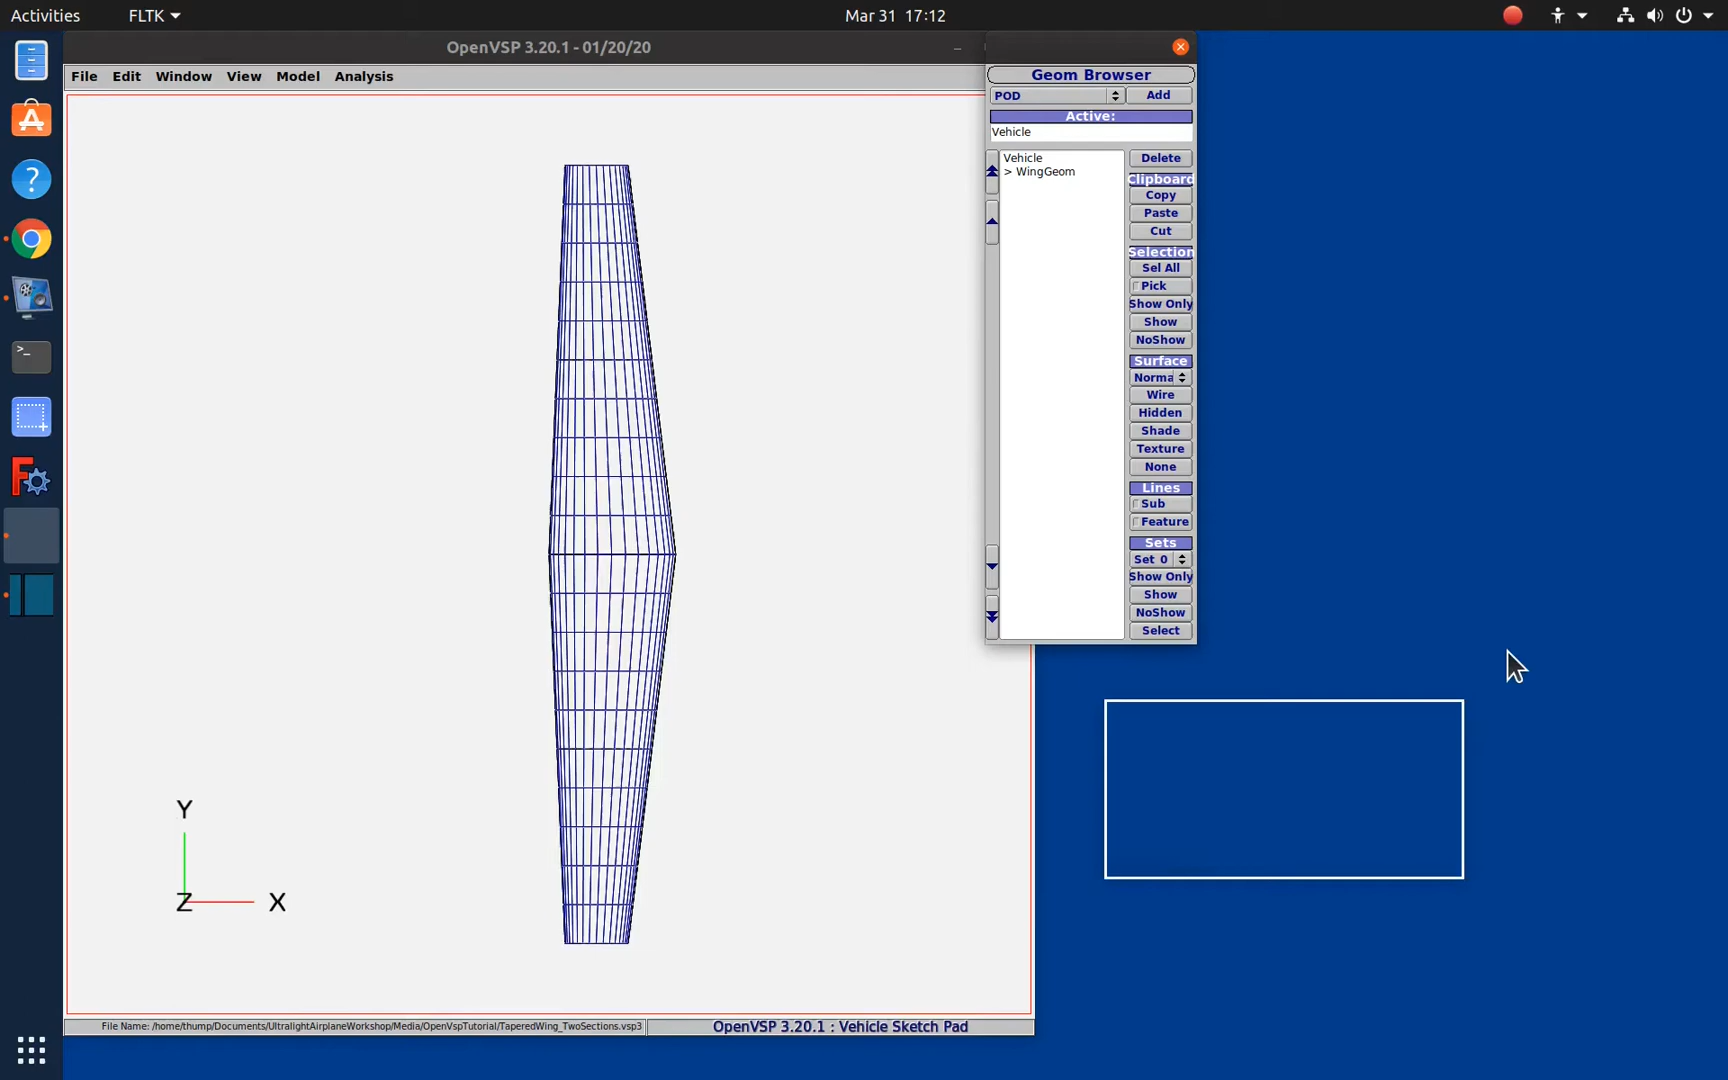 Activities
FLTK
Mar 31 17:12
OpenVSP 3.20.1 - 01/20/20
File Edit Window View Model Analysis
Geom Browser
POD
Add
Active:
Vehicle
Vehicle
> WingGeom
Delete
Clipboard
Copy
Paste
Cut
Selection
Sel All
Pick
Show Only
Show
NoShow
Surface
Norma
Wire
Hidden
Shade
Texture
None
Lines
Sub
Feature
Sets
Set 0
Show Only
Show
NoShow
Select
Y
Z
X
File Name: /home/thump/Documents/UltralightAirplaneWorkshop/Media/OpenVspTutorial/TaperedWing_TwoSections.vsp3
OpenVSP 3.20.1 : Vehicle Sketch Pad